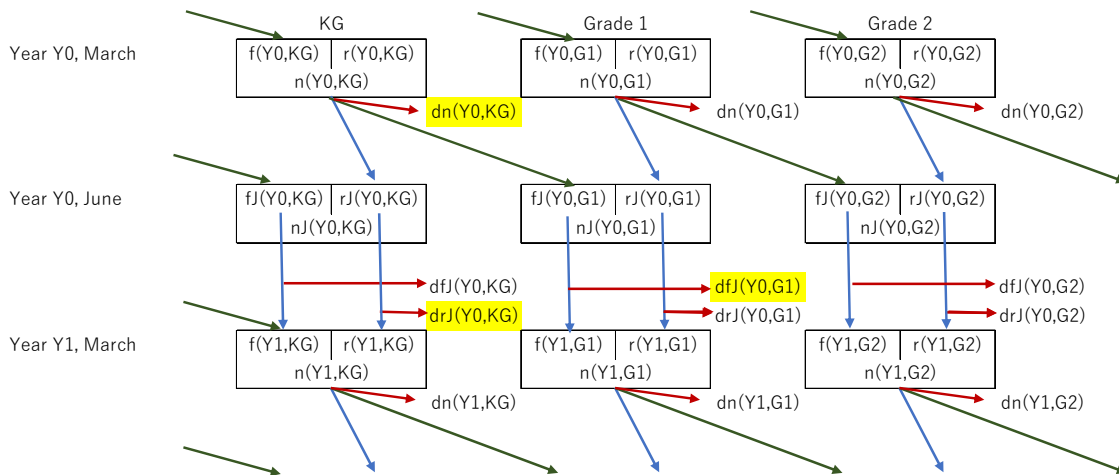 KG Grade 1 Grade 2
Year Y0, March f(Y0,KG) r(Y0,KG) f(Y0,G1) r(Y0,G1) f(Y0,G2) r(Y0,G2)
n(Y0,KG) n(Y0,G1) n(Y0,G2)
dn(Y0,KG) dn(Y0,G1) dn(Y0,G2)
Year Y0, June fJ(Y0,KG) rJ(Y0,KG) fJ(Y0,G1) rJ(Y0,G1) fJ(Y0,G2) rJ(Y0,G2)
nJ(Y0,KG) nJ(Y0,G1) nJ(Y0,G2)
dfJ(Y0,KG) dfJ(Y0,G1) dfJ(Y0,G2)
drJ(Y0,KG) drJ(Y0,G1) drJ(Y0,G2)
Year Y1, March f(Y1,KG) r(Y1,KG) f(Y1,G1) r(Y1,G1) f(Y1,G2) r(Y1,G2)
n(Y1,KG) n(Y1,G1) n(Y1,G2)
dn(Y1,KG) dn(Y1,G1) dn(Y1,G2)